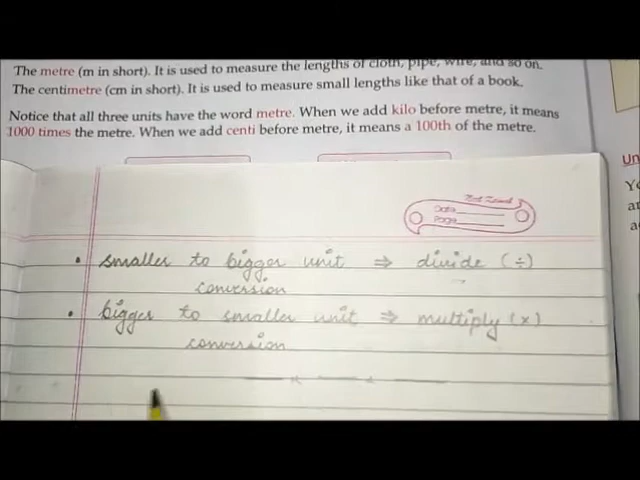 The metre (m in short). It is used to measure the lengths of cloth, pipe, wire, and so on.
The centimetre (cm in short). It is used to measure small lengths like that of a book.
Notice that all three units have the word metre. When we add kilo before metre, it means
1000 times the metre. When we add centi before metre, it means a 100th of the metre.
Un
Yo
ar
a
Date
Page
• smaller to bigger unit ⇒ divide (÷)
conversion
• bigger to smaller unit ⇒ multiply (×)
conversion